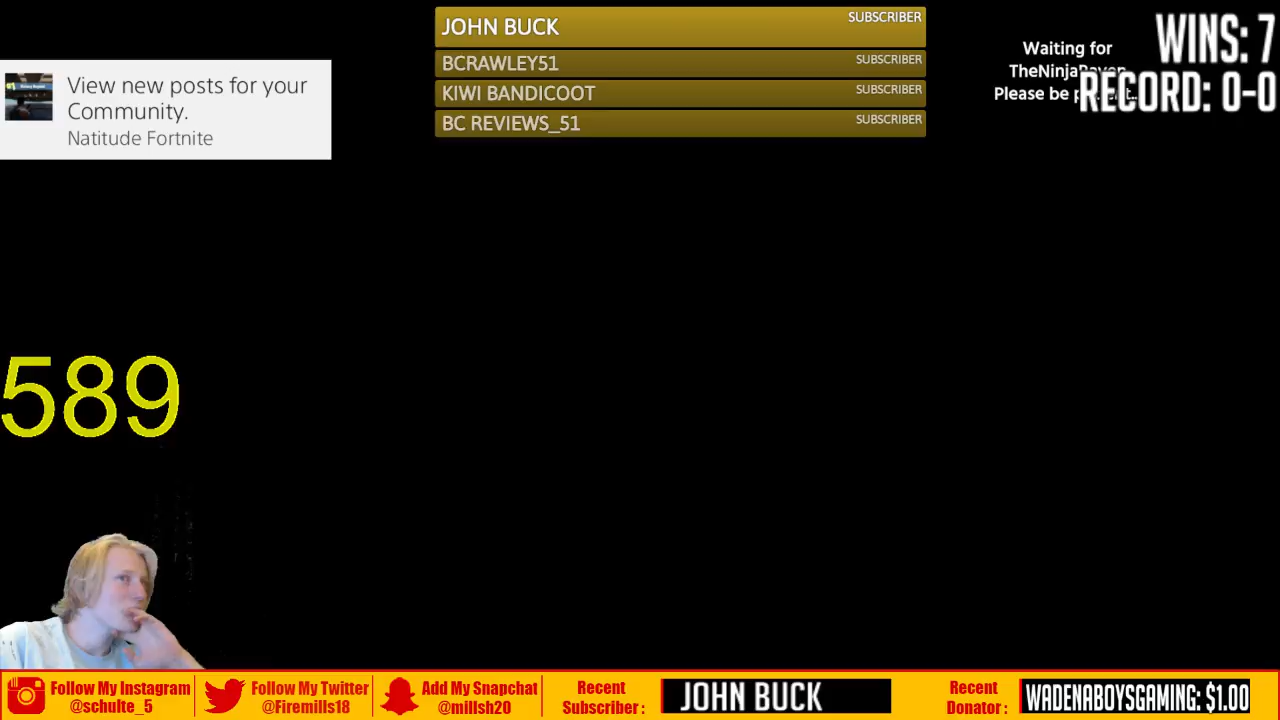 JOHN BUCK SUBSCRIBER
BCRAWLEY51 SUBSCRIBER
KIWI BANDICOOT SUBSCRIBER
BC REVIEWS_51 SUBSCRIBER
WINS: 7
RECORD: 0-0
Waiting for
TheNinjaRaven
Please be
View new posts for your
Community.
Natitude Fortnite
589
Follow My Instagram
@schulte_5
Follow My Twitter
@Firemills18
Add My Snapchat
@millsh20
Recent
Subscriber :
JOHN BUCK
Recent
Donator :
WADENABOYSGAMING: $1.00